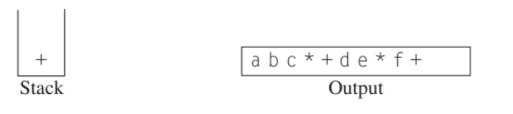 + a b c * + d e * f +
Stack Output